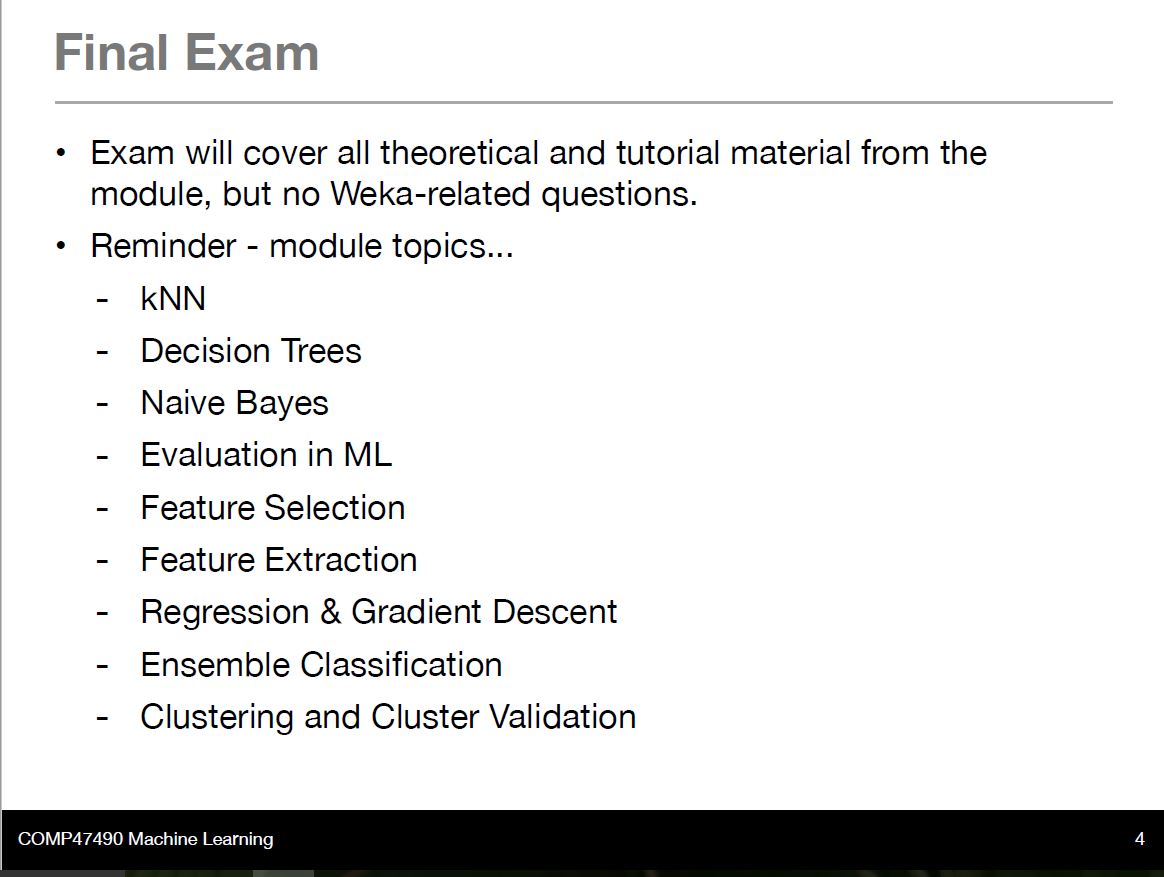 Final Exam
• Exam will cover all theoretical and tutorial material from the
module, but no Weka-related questions.
• Reminder - module topics...
- kNN
- Decision Trees
- Naive Bayes
- Evaluation in ML
- Feature Selection
- Feature Extraction
- Regression & Gradient Descent
- Ensemble Classification
- Clustering and Cluster Validation
COMP47490 Machine Learning
4